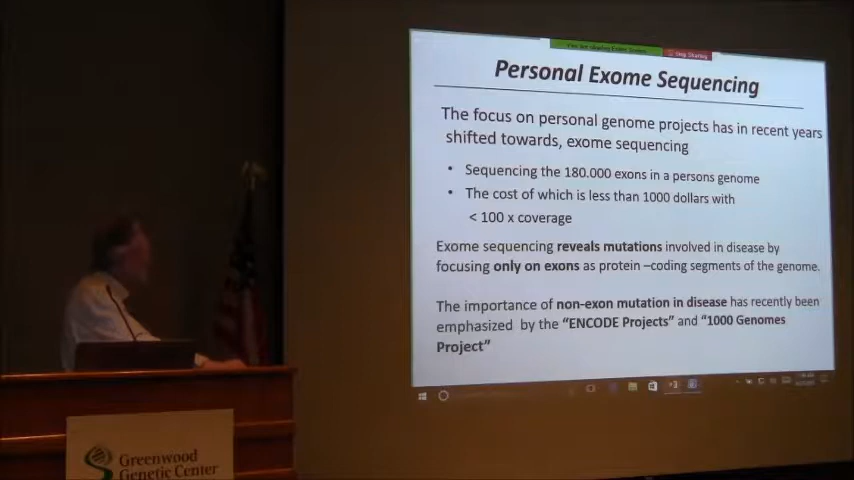 Stop Sharing
Personal Exome Sequencing
The focus on personal genome projects has in recent years
shifted towards, exome sequencing
• Sequencing the 180.000 exons in a persons genome
• The cost of which is less than 1000 dollars with
< 100 x coverage
Exome sequencing reveals mutations involved in disease by
focusing only on exons as protein –coding segments of the genome.
The importance of non-exon mutation in disease has recently been
emphasized by the “ENCODE Projects” and “1000 Genomes
Project”
Greenwood
Genetic Center